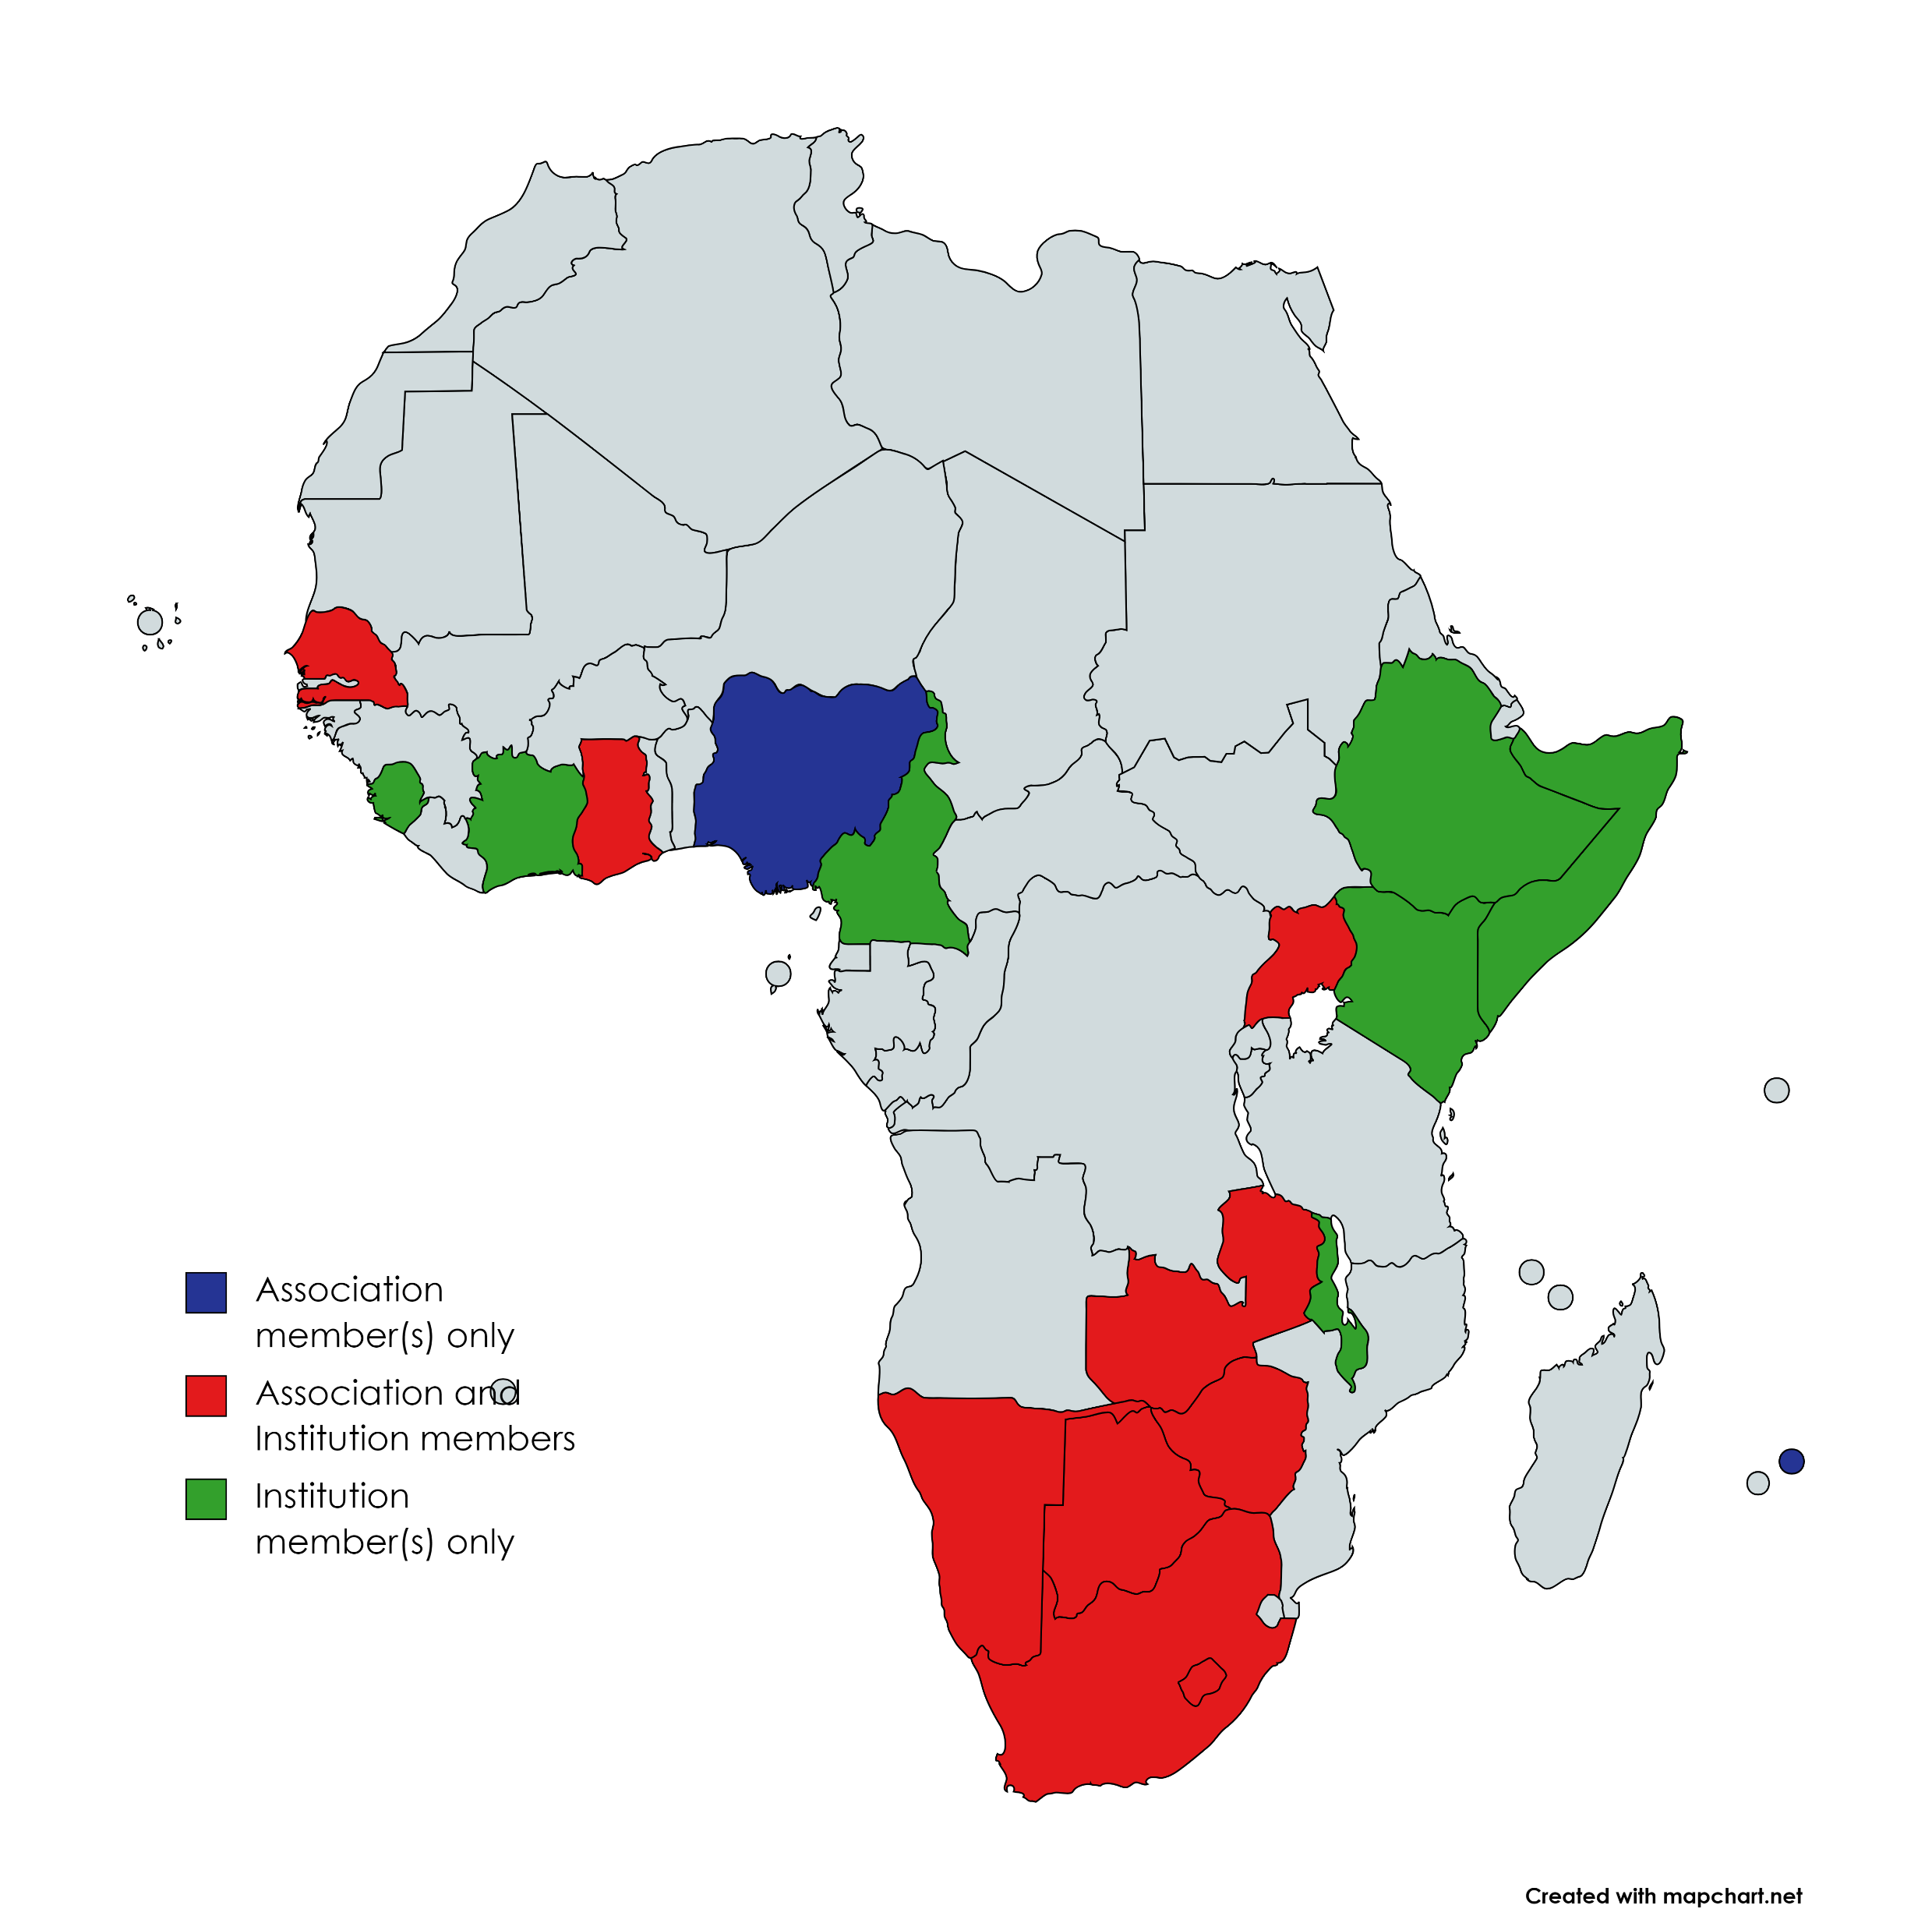 Association
member(s) only
Association and
Institution members
Institution
member(s) only
Created with mapchart.net